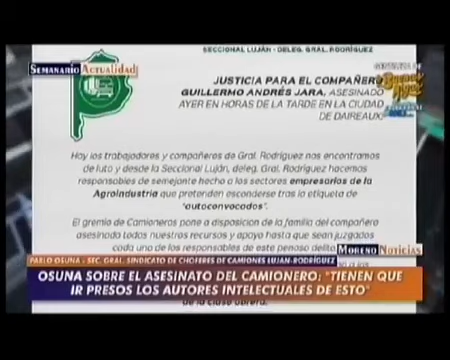 SECCIONAL LUJÁN - DELEG. GRAL. RODRÍGUEZ
SEMANARIO Actualidad
GENTILEZA DE
JUSTICIA PARA EL COMPAÑERO
GUILLERMO ANDRÉS JARA, ASESINADO
AYER EN HORAS DE LA TARDE EN LA CIUDAD
DE DAIREAUX
Hoy los trabajadores y compañeros de Gral. Rodríguez nos encontramos
de luto y desde la Seccional Luján, deleg. Gral. Rodríguez hacemos
responsables de semejante hecho a los sectores empresarios de la
Agroindustria que pretenden esconderse tras la etiqueta de
"autoconvocados".
El gremio de Camioneros pone a disposición de la familia del compañero
asesinado todos nuestros recursos y apoyo hasta que sean juzgados
cada uno de los responsables de este penoso delito
MORENO Noticias
PABLO OSUNA - SEC. GRAL. SINDICATO DE CHOFERES DE CAMIONES LUJAN-RODRIGUEZ
OSUNA SOBRE EL ASESINATO DEL CAMIONERO: "TIENEN QUE
IR PRESOS LOS AUTORES INTELECTUALES DE ESTO"
de la clase obrera.